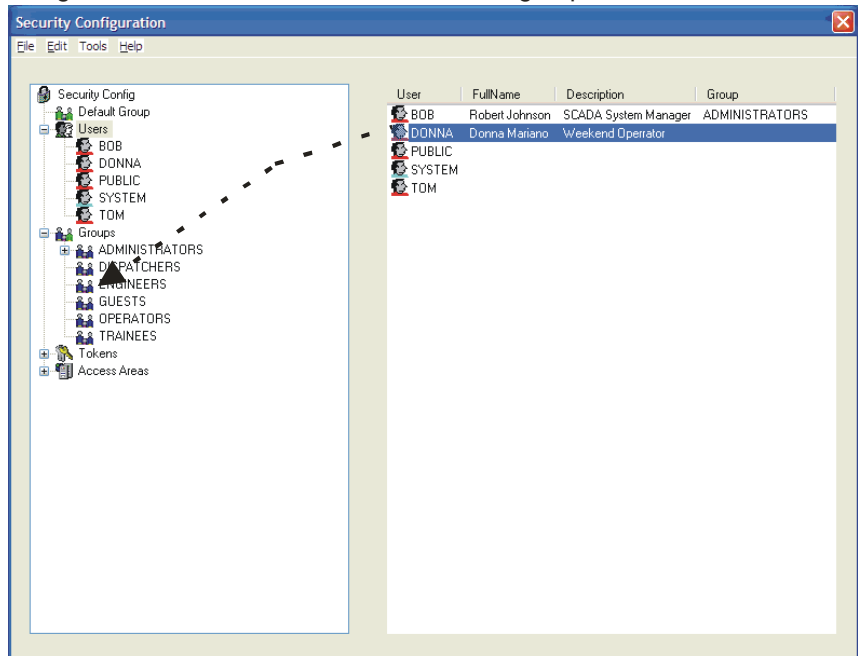 Security Configuration
File Edit Tools Help
Security Config
Default Group
Users
BOB
DONNA
PUBLIC
SYSTEM
TOM
Groups
ADMINISTRATORS
DISPATCHERS
ENGINEERS
GUESTS
OPERATORS
TRAINEES
Tokens
Access Areas
User FullName Description Group
BOB Robert Johnson SCADA System Manager ADMINISTRATORS
DONNA Donna Mariano Weekend Operrator
PUBLIC
SYSTEM
TOM